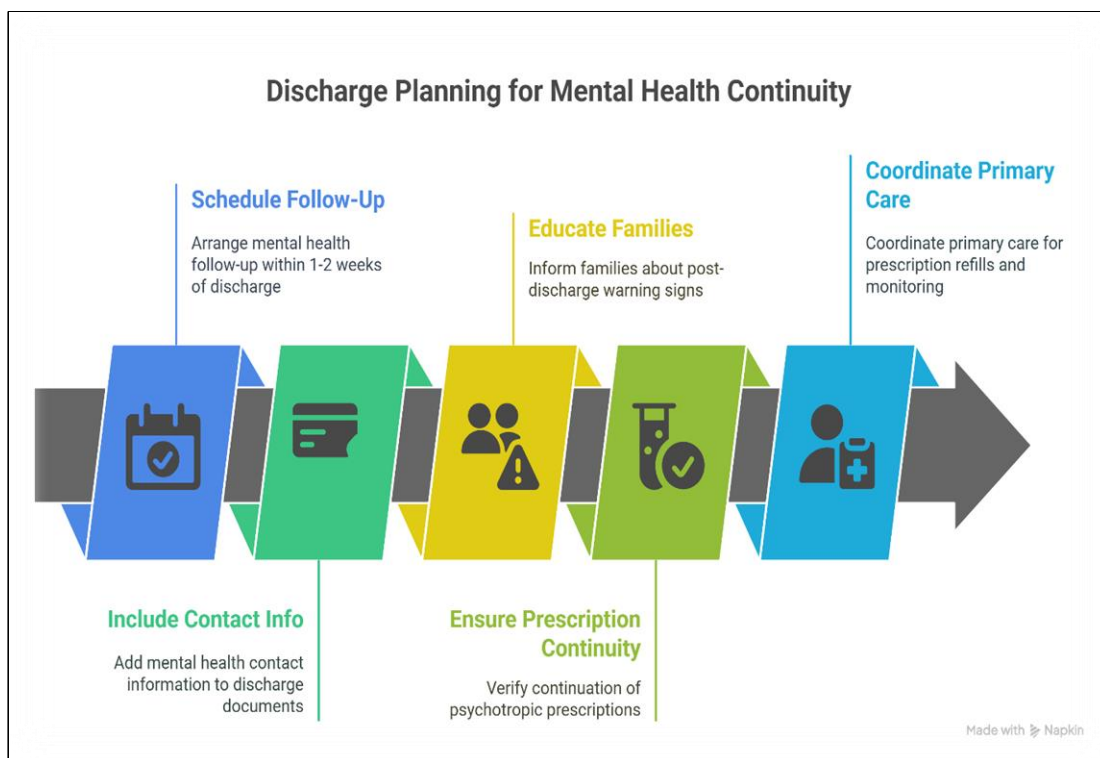 Discharge Planning for Mental Health Continuity
Schedule Follow-Up
Arrange mental health
follow-up within 1-2 weeks
of discharge
Include Contact Info
Add mental health contact
information to discharge
documents
Educate Families
Inform families about post-
discharge warning signs
Ensure Prescription
Continuity
Verify continuation of
psychotropic prescriptions
Coordinate Primary
Care
Coordinate primary care for
prescription refills and
monitoring
Made with Napkin